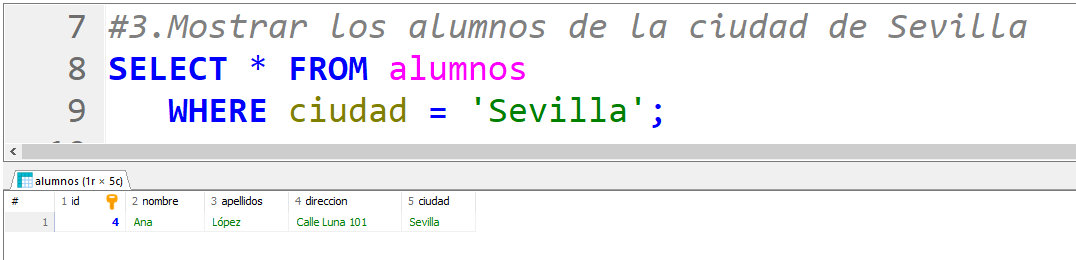 7 #3.Mostrar los alumnos de la ciudad de Sevilla
8 SELECT * FROM alumnos
9 WHERE ciudad = 'Sevilla';
alumnos (1r × 5c)
# 1 id 2 nombre 3 apellidos 4 direccion 5 ciudad
1 4 Ana López Calle Luna 101 Sevilla